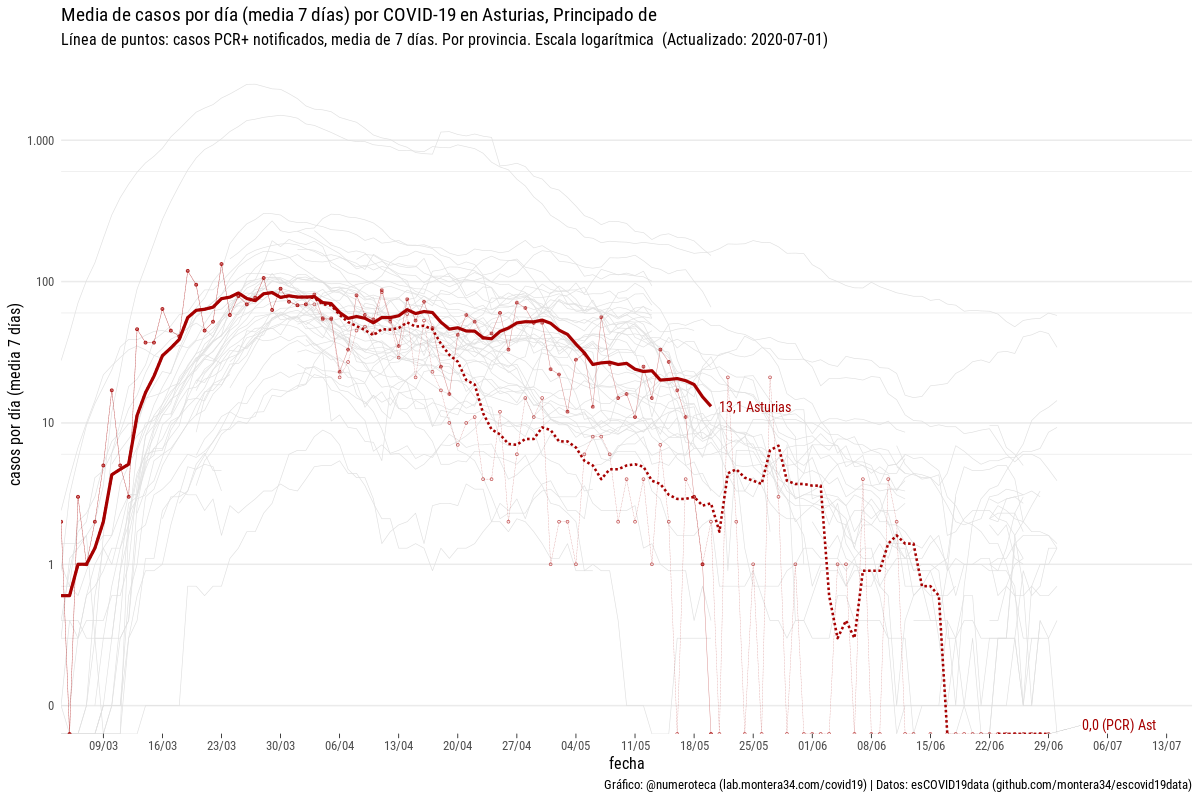 Media de casos por día (media 7 días) por COVID-19 en Asturias, Principado de
Línea de puntos: casos PCR+ notificados, media de 7 días. Por provincia. Escala logarítmica  (Actualizado: 2020-07-01)
casos por día (media 7 días)
1.000
100
10
1
0
13,1 Asturias
0,0 (PCR) Ast
09/03 16/03 23/03 30/03 06/04 13/04 20/04 27/04 04/05 11/05 18/05 25/05 01/06 08/06 15/06 22/06 29/06 06/07 13/07
fecha
Gráfico: @numeroteca (lab.montera34.com/covid19) | Datos: esCOVID19data (github.com/montera34/escovid19data)